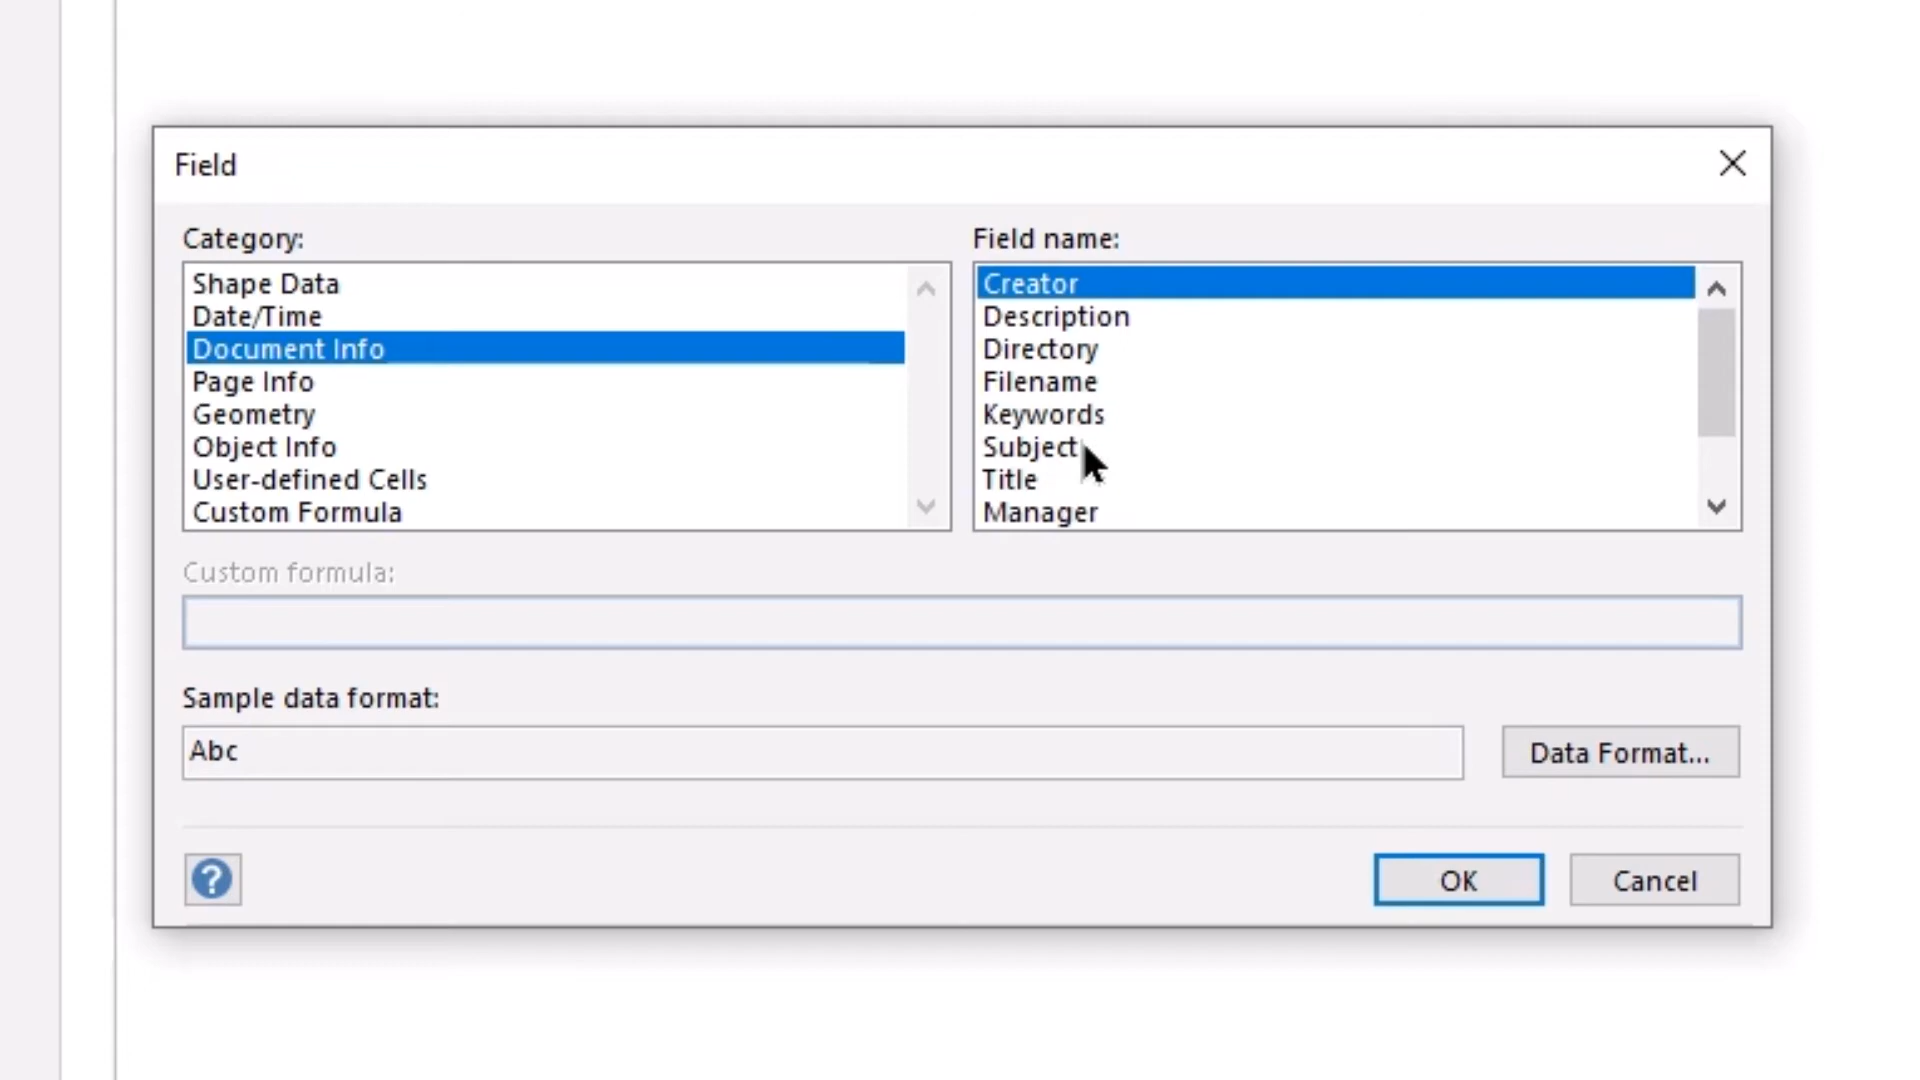 Field
Category:
Shape Data
Date/Time
Document Info
Page Info
Geometry
Object Info
User-defined Cells
Custom Formula
Field name:
Creator
Description
Directory
Filename
Keywords
Subject
Title
Manager
Custom formula:
Sample data format:
Abc
Data Format...
?
OK
Cancel